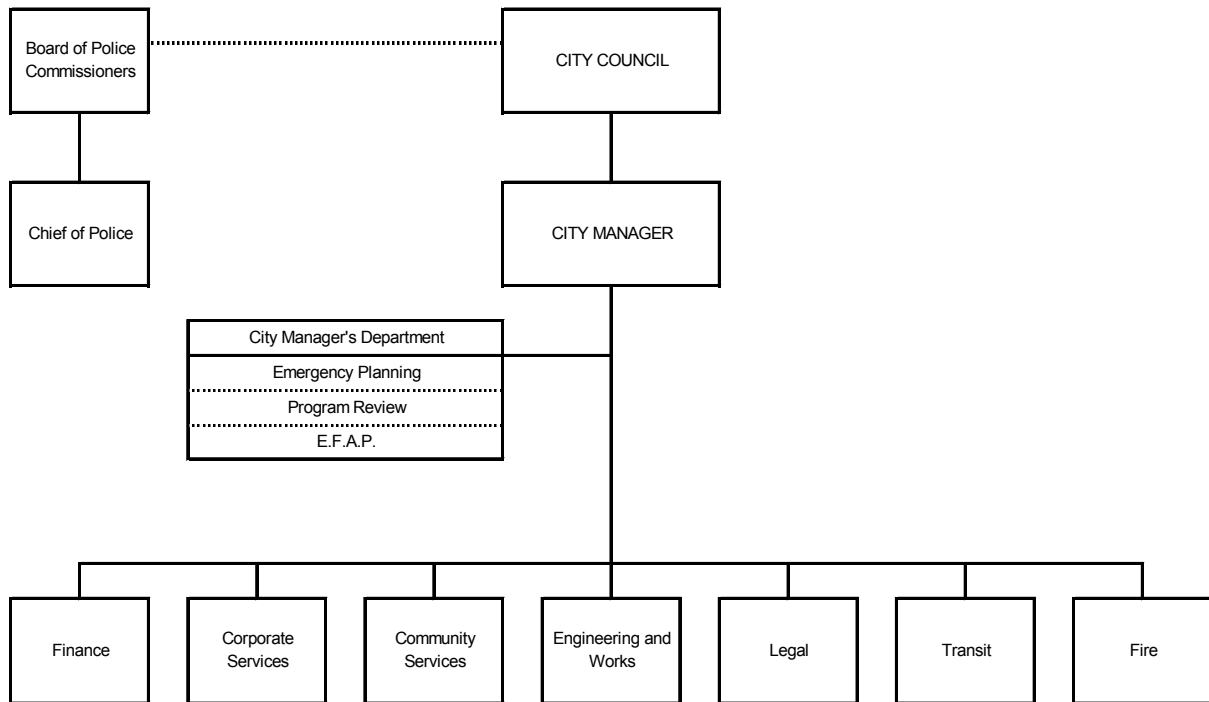 Board of Police
Commissioners
CITY COUNCIL
Chief of Police
CITY MANAGER
City Manager's Department
Emergency Planning
Program Review
E.F.A.P.
Finance
Corporate
Services
Community
Services
Engineering and
Works
Legal
Transit
Fire